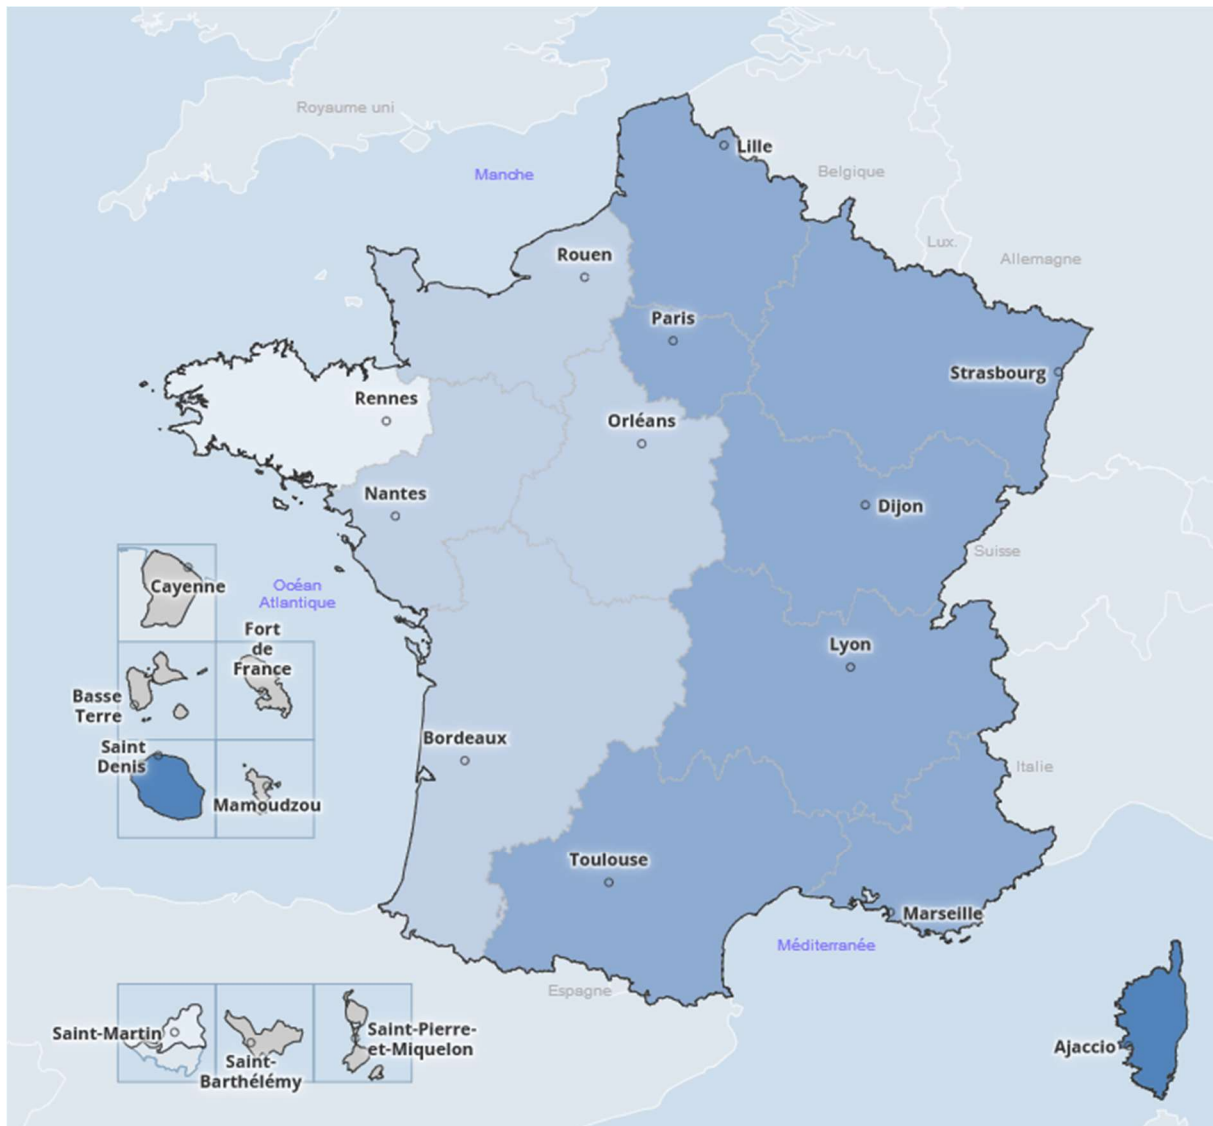 Royaume uni
Lille
Manche
Belgique
Lux.
Allemagne
Rouen
Paris
Strasbourg
Rennes
Orléans
Nantes
Dijon
Suisse
Cayenne
Océan
Atlantique
Fort
de
France
Lyon
Basse
Terre
Saint
Denis
Bordeaux
Italie
Mamoudzou
Toulouse
Marseille
Méditerranée
Espagne
Saint-Martin
Saint-
Barthélémy
Saint-Pierre-
et-Miquelon
Ajaccio